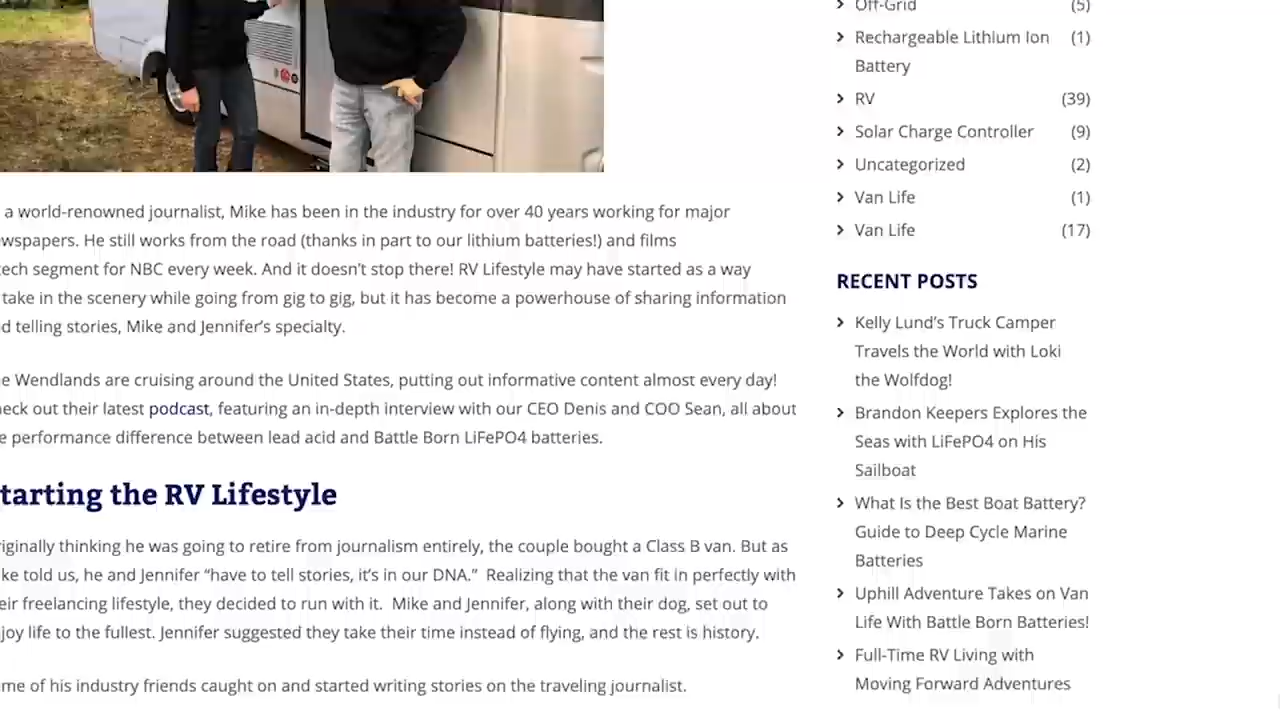 a world-renowned journalist, Mike has been in the industry for over 40 years working for major
wspapers. He still works from the road (thanks in part to our lithium batteries!) and films
tech segment for NBC every week. And it doesn’t stop there! RV Lifestyle may have started as a way
take in the scenery while going from gig to gig, but it has become a powerhouse of sharing information
d telling stories, Mike and Jennifer’s specialty.
e Wendlands are cruising around the United States, putting out informative content almost every day!
eck out their latest podcast, featuring an in-depth interview with our CEO Denis and COO Sean, all about
e performance difference between lead acid and Battle Born LiFePO4 batteries.
tarting the RV Lifestyle
iginally thinking he was going to retire from journalism entirely, the couple bought a Class B van. But as
ke told us, he and Jennifer “have to tell stories, it’s in our DNA.” Realizing that the van fit in perfectly with
eir freelancing lifestyle, they decided to run with it. Mike and Jennifer, along with their dog, set out to
joy life to the fullest. Jennifer suggested they take their time instead of flying, and the rest is history.
me of his industry friends caught on and started writing stories on the traveling journalist.
Off-Grid (5)
Rechargeable Lithium Ion (1)
Battery
RV (39)
Solar Charge Controller (9)
Uncategorized (2)
Van Life (1)
Van Life (17)
RECENT POSTS
Kelly Lund’s Truck Camper
Travels the World with Loki
the Wolfdog!
Brandon Keepers Explores the
Seas with LiFePO4 on His
Sailboat
What Is the Best Boat Battery?
Guide to Deep Cycle Marine
Batteries
Uphill Adventure Takes on Van
Life With Battle Born Batteries!
Full-Time RV Living with
Moving Forward Adventures